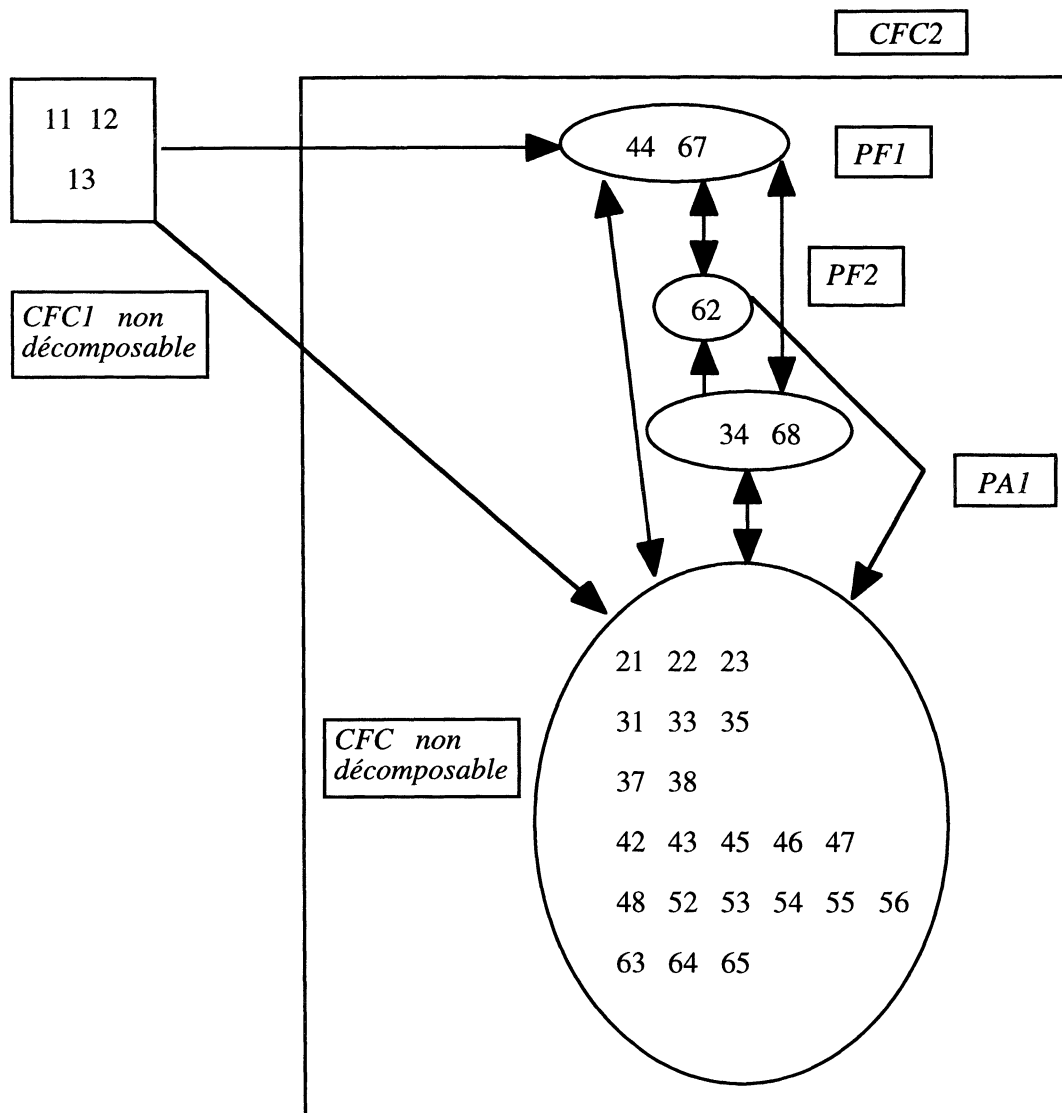 CFC2
11 12
13
44 67
PF1
PF2
62
CFC1 non
décomposable
34 68
PA1
21 22 23
31 33 35
CFC non
décomposable
37 38
42 43 45 46 47
48 52 53 54 55 56
63 64 65